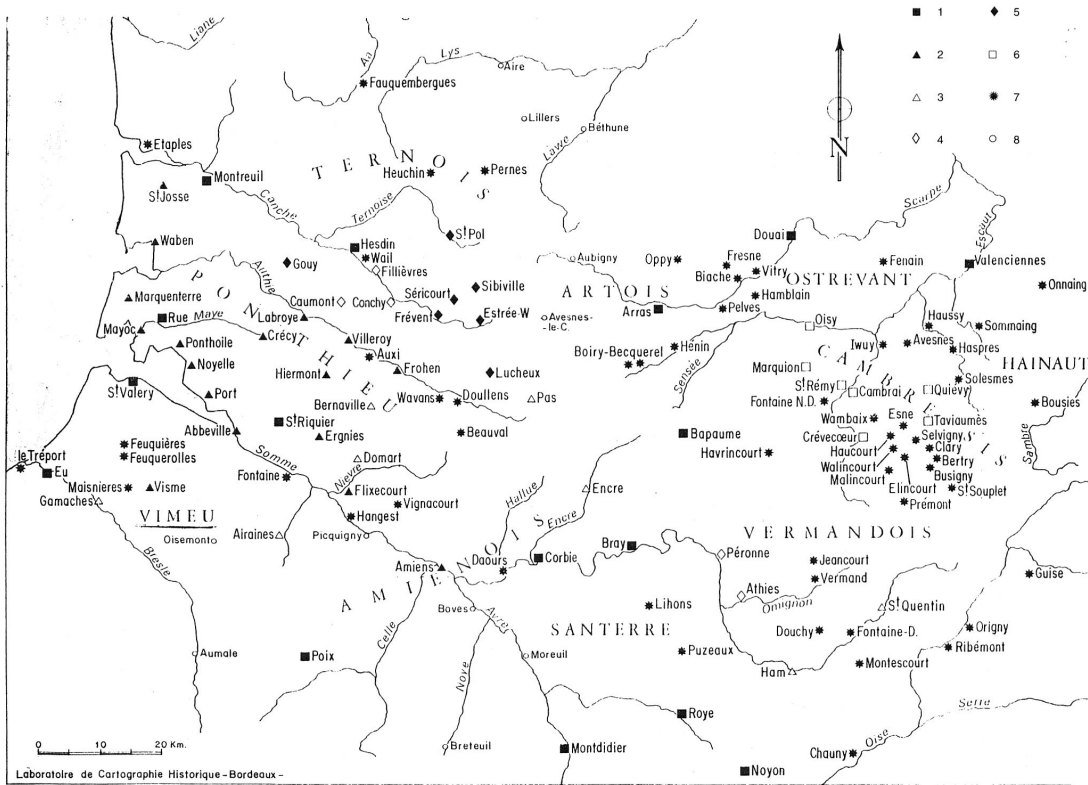 1 5
2 6
3 7
4 8
N
Liane
Aa
Lys
Aire
Fauquembergues
Lillers
Béthune
Lawe
Etaples
TERNOIS
Montreuil
Heuchin
Pernes
St Josse
Canche
Ternoise
Scarpe
Escaut
Waben
St Pol
Douai
Hesdin
Wail
Aubigny
Oppy
Fresne
Fenain
Valenciennes
Gouy
Authie
Fillièvres
Biache
Vitry
OSTREVANT
Onnaing
PONTHIEU
Sibiville
ARTOIS
Marquenterre
Caumont
Conchy
Séricourt
Hamblain
Rue
Maye
Labroye
Frévent
Estrée-W
Avesnes-
-le-C.
Arras
Pelves
Oisy
Haussy
Sommaing
Mayoc
Crécy
Villeroy
Ponthoile
Auxi
Hénin
Iwuy
Avesnes
Haspres
Noyelle
Hiermont
Frohen
Lucheux
Boiry-Becquerel
Sensée
Marquion
CAMBRESIS
HAINAUT
St Valery
Port
Bernaville
Wavans
Doullens
Pas
St Rémy
Cambrai
Quiévy
Solesmes
Fontaine N.D.
Bousies
St Riquier
Wambaix
Esne
Taviaumès
Abbeville
Ergnies
Beauval
Bapaume
Crévecœur
Selvigny
Sambre
Feuquières
Feuquerolles
Haucourt
Clary
le Tréport
Somme
Domart
Havrincourt
Walincourt
Bertry
Eu
Nièvre
Malincourt
Busigny
Maisnieres
Visme
Fontaine
Flixecourt
Hallue
Encre
Elincourt
St Souplet
Gamaches
Vignacourt
Prémont
VIMEU
Hangest
Encre
VERMANDOIS
Oisemont
Airaines
Picquigny
Bray
Bresle
AMIENOIS
Daours
Corbie
Péronne
Jeancourt
Amiens
Vermand
Guise
Athies
Boves
Avre
Lihons
Omignon
St Quentin
SANTERRE
Douchy
Fontaine-D.
Origny
Aumale
Celle
Poix
Noye
Moreuil
Puzeaux
Ribémont
Ham
Montescourt
Serre
Roye
Breteuil
Montdidier
Chauny
Oise
Noyon
0 10 20 Km.
Laboratoire de Cartographie Historique - Bordeaux -